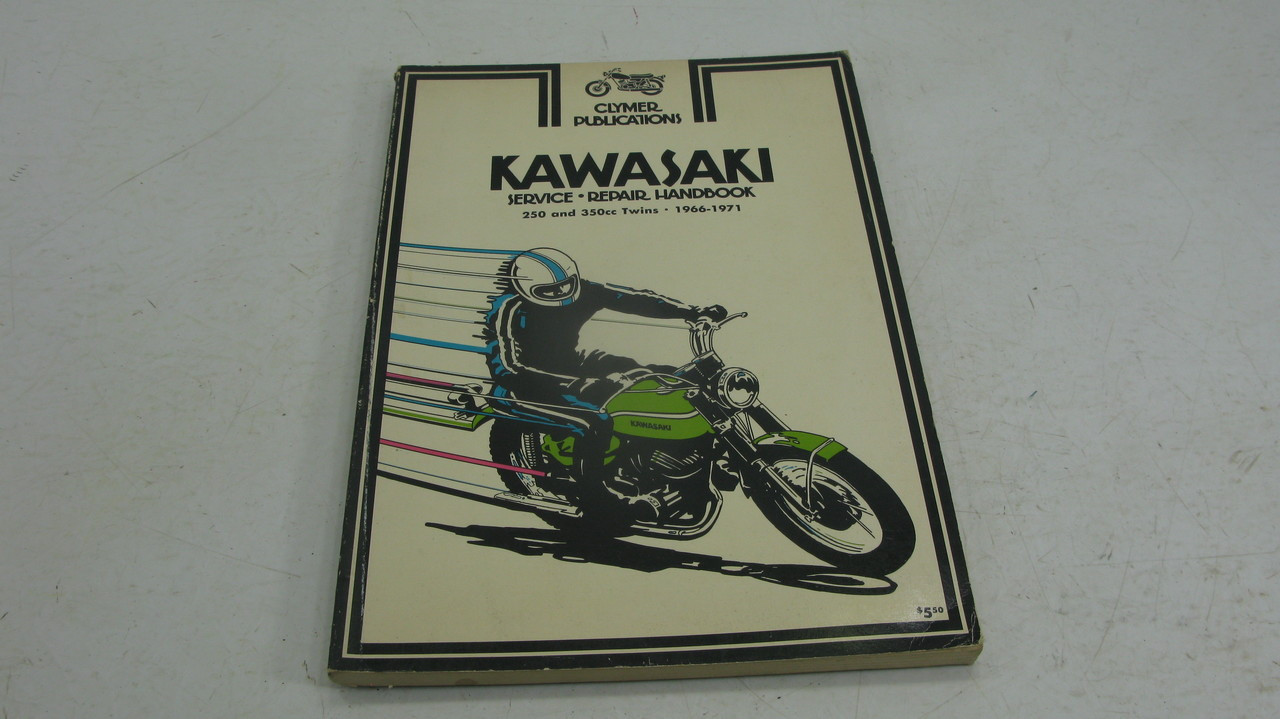 CLYMER
PUBLICATIONS
KAWASAKI
SERVICE • REPAIR HANDBOOK
250 and 350cc Twins • 1966-1971
KAWASAKI
$5.50